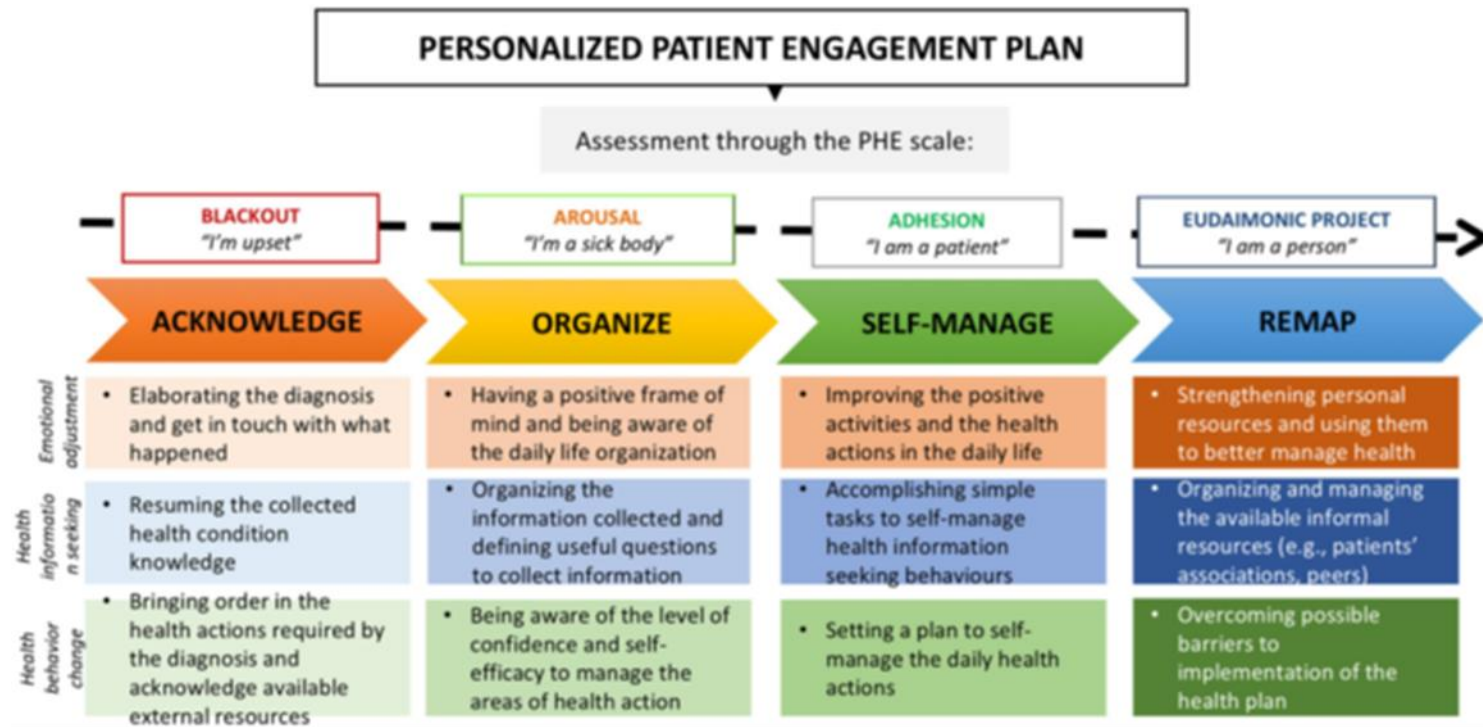 PERSONALIZED PATIENT ENGAGEMENT PLAN
Assessment through the PHE scale:
BLACKOUT
"I'm upset"
AROUSAL
"I'm a sick body"
ADHESION
"I am a patient"
EUDAIMONIC PROJECT
"I am a person"
ACKNOWLEDGE
ORGANIZE
SELF-MANAGE
REMAP
Emotional
adjustment
• Elaborating the diagnosis
and get in touch with what
happened
• Having a positive frame of
mind and being aware of
the daily life organization
• Improving the positive
activities and the health
actions in the daily life
• Strengthening personal
resources and using them
to better manage health
Health
informatio
n seeking
• Resuming the collected
health condition
knowledge
• Organizing the
information collected and
defining useful questions
to collect information
• Accomplishing simple
tasks to self-manage
health information
seeking behaviours
• Organizing and managing
the available informal
resources (e.g., patients'
associations, peers)
Health
behavior
change
• Bringing order in the
health actions required by
the diagnosis and
acknowledge available
external resources
• Being aware of the level of
confidence and self-
efficacy to manage the
areas of health action
• Setting a plan to self-
manage the daily health
actions
• Overcoming possible
barriers to
implementation of the
health plan